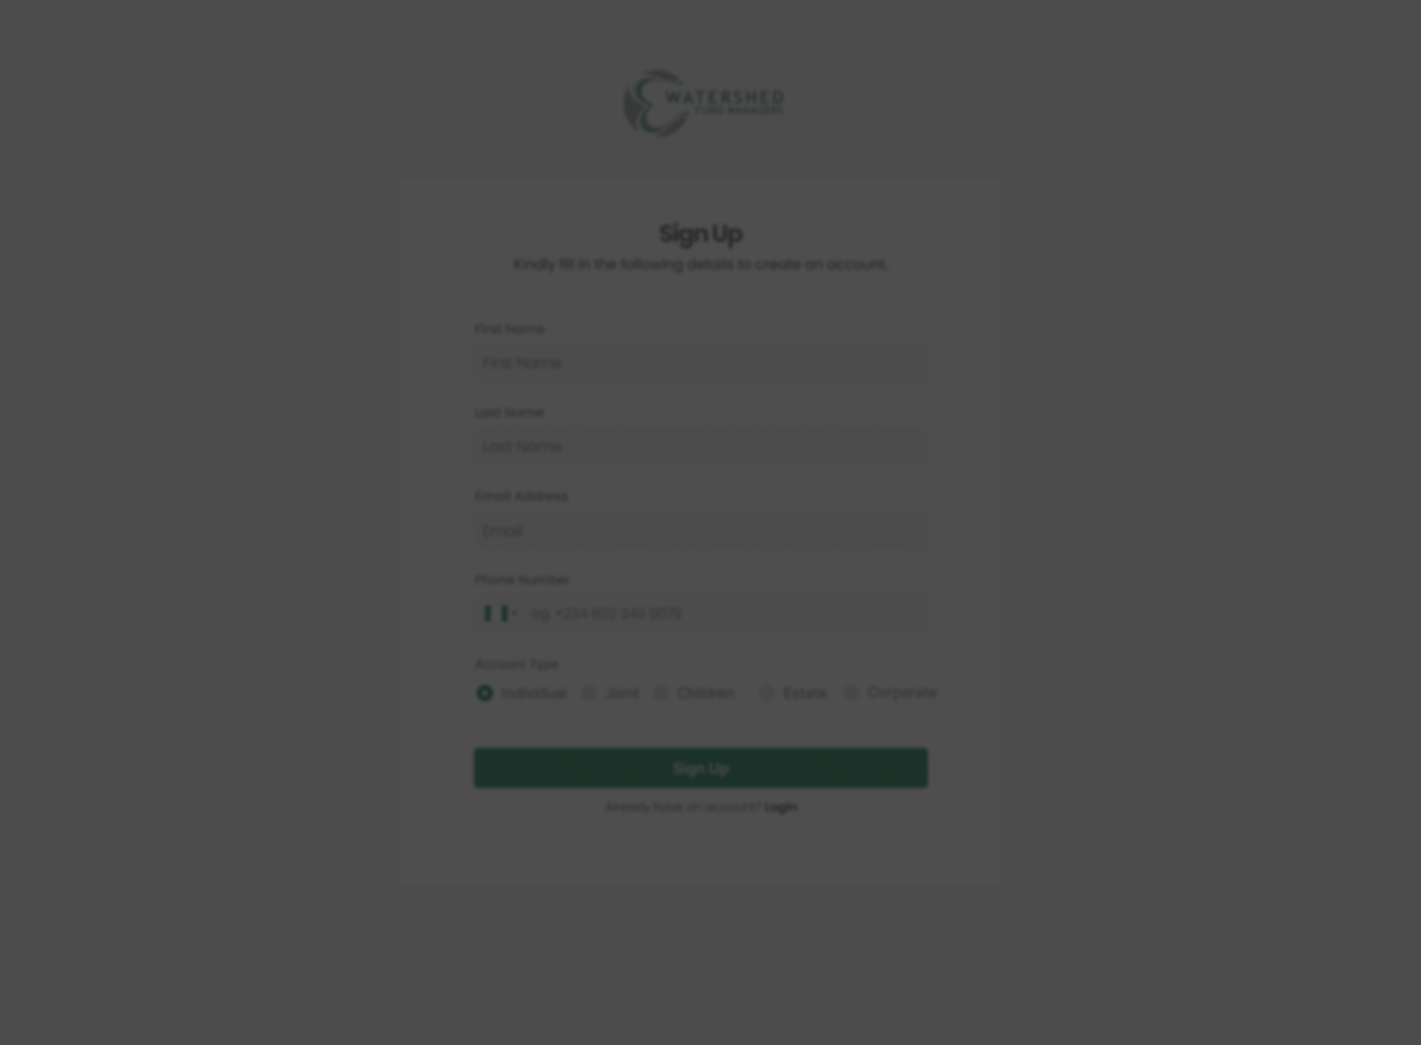 WATERSHED
FUND MANAGERS
Sign Up
Kindly fill in the following details to create an account.
First Name
First Name
Last Name
Last Name
Email Address
Email
Phone Number
eg. +234 802 349 0070
Account Type
Individual Joint Children Estate Corporate
Sign Up
Already have an account? Login